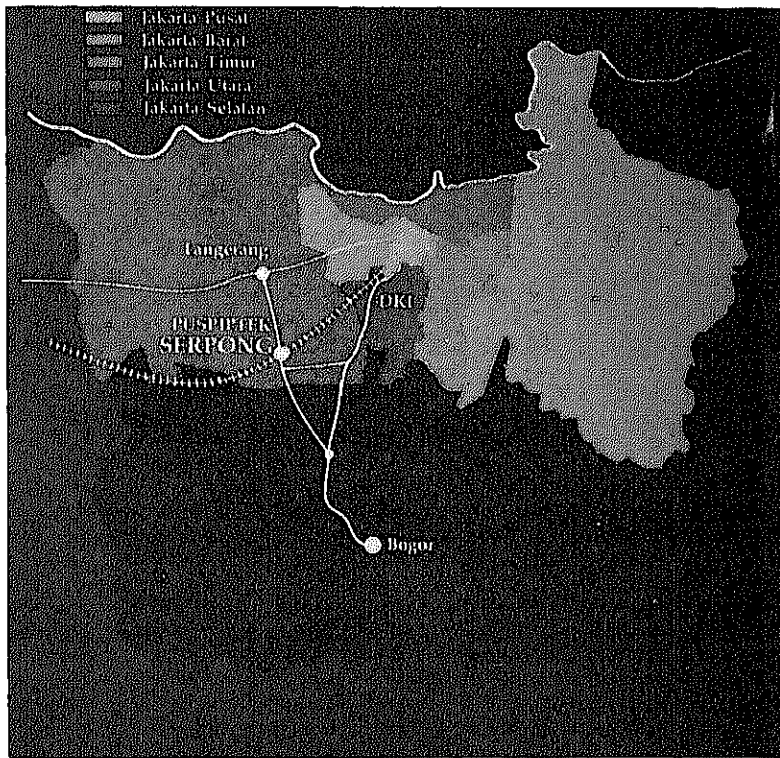 Jakarta Pusat
Jakarta Barat
Jakarta Timur
Jakarta Utara
Jakarta Selatan
Tangerang
DKI
PUSPIPTEK
SERPONG
Bogor